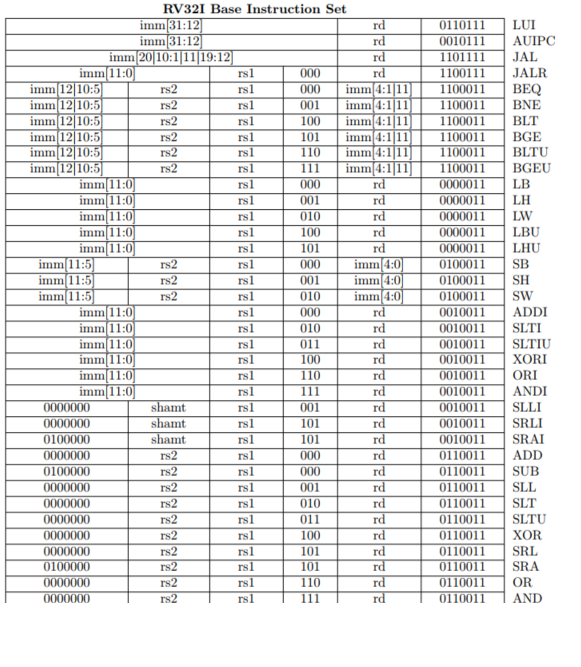 RV32I Base Instruction Set
imm[31:12] rd 0110111 LUI
imm[31:12] rd 0010111 AUIPC
imm[20|10:1|11|19:12] rd 1101111 JAL
imm[11:0] rs1 000 rd 1100111 JALR
imm[12|10:5] rs2 rs1 000 imm[4:1|11] 1100011 BEQ
imm[12|10:5] rs2 rs1 001 imm[4:1|11] 1100011 BNE
imm[12|10:5] rs2 rs1 100 imm[4:1|11] 1100011 BLT
imm[12|10:5] rs2 rs1 101 imm[4:1|11] 1100011 BGE
imm[12|10:5] rs2 rs1 110 imm[4:1|11] 1100011 BLTU
imm[12|10:5] rs2 rs1 111 imm[4:1|11] 1100011 BGEU
imm[11:0] rs1 000 rd 0000011 LB
imm[11:0] rs1 001 rd 0000011 LH
imm[11:0] rs1 010 rd 0000011 LW
imm[11:0] rs1 100 rd 0000011 LBU
imm[11:0] rs1 101 rd 0000011 LHU
imm[11:5] rs2 rs1 000 imm[4:0] 0100011 SB
imm[11:5] rs2 rs1 001 imm[4:0] 0100011 SH
imm[11:5] rs2 rs1 010 imm[4:0] 0100011 SW
imm[11:0] rs1 000 rd 0010011 ADDI
imm[11:0] rs1 010 rd 0010011 SLTI
imm[11:0] rs1 011 rd 0010011 SLTIU
imm[11:0] rs1 100 rd 0010011 XORI
imm[11:0] rs1 110 rd 0010011 ORI
imm[11:0] rs1 111 rd 0010011 ANDI
0000000 shamt rs1 001 rd 0010011 SLLI
0000000 shamt rs1 101 rd 0010011 SRLI
0100000 shamt rs1 101 rd 0010011 SRAI
0000000 rs2 rs1 000 rd 0110011 ADD
0100000 rs2 rs1 000 rd 0110011 SUB
0000000 rs2 rs1 001 rd 0110011 SLL
0000000 rs2 rs1 010 rd 0110011 SLT
0000000 rs2 rs1 011 rd 0110011 SLTU
0000000 rs2 rs1 100 rd 0110011 XOR
0000000 rs2 rs1 101 rd 0110011 SRL
0100000 rs2 rs1 101 rd 0110011 SRA
0000000 rs2 rs1 110 rd 0110011 OR
0000000 rs2 rs1 111 rd 0110011 AND